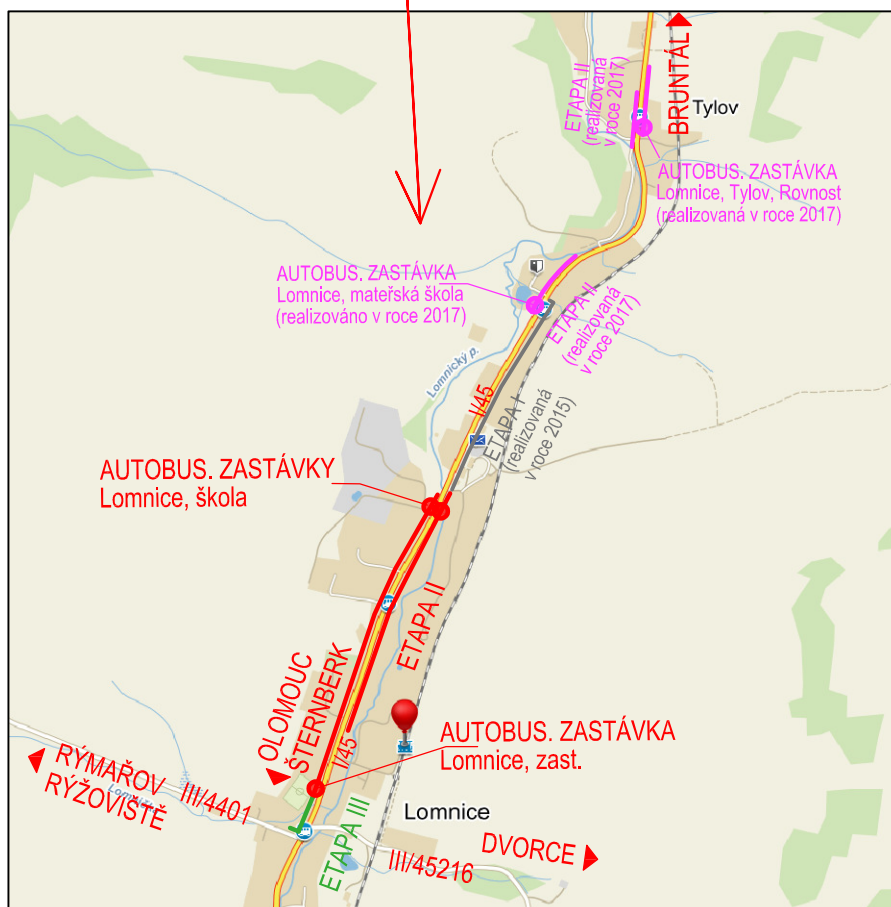 BRUNTÁL
ETAPA II
(realizovaná
v roce 2017)
Tylov
AUTOBUS. ZASTÁVKA
Lomnice, Tylov, Rovnost
(realizovaná v roce 2017)
AUTOBUS. ZASTÁVKA
Lomnice, mateřská škola
(realizováno v roce 2017)
ETAPA II
(realizovaná
v roce 2017)
Lomnický p.
I/45
ETAPA I
(realizovaná
v roce 2015)
AUTOBUS. ZASTÁVKY
Lomnice, škola
ETAPA II
OLOMOUC
ŠTERNBERK
I/45
AUTOBUS. ZASTÁVKA
Lomnice, zast.
RÝMAŘOV
RÝŽOVIŠTĚ
III/4401
ETAPA III
Lomnice
III/45216
DVORCE